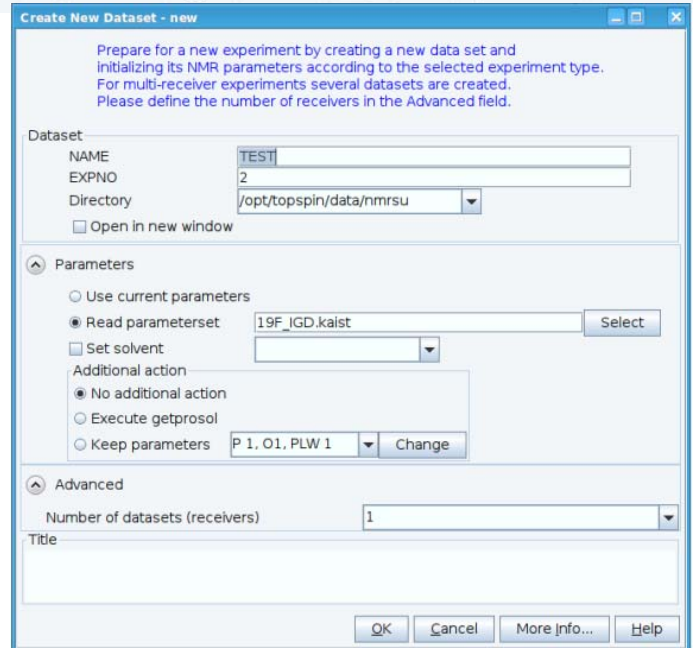 Create New Dataset - new
Prepare for a new experiment by creating a new data set and
initializing its NMR parameters according to the selected experiment type.
For multi-receiver experiments several datasets are created.
Please define the number of receivers in the Advanced field.
Dataset
NAME TEST
EXPNO 2
Directory /opt/topspin/data/nmrsu
Open in new window
Parameters
Use current parameters
Read parameterset 19F_IGD.kaist Select
Set solvent
Additional action
No additional action
Execute getprosol
Keep parameters P 1, O1, PLW 1 Change
Advanced
Number of datasets (receivers) 1
Title
OK Cancel More Info... Help